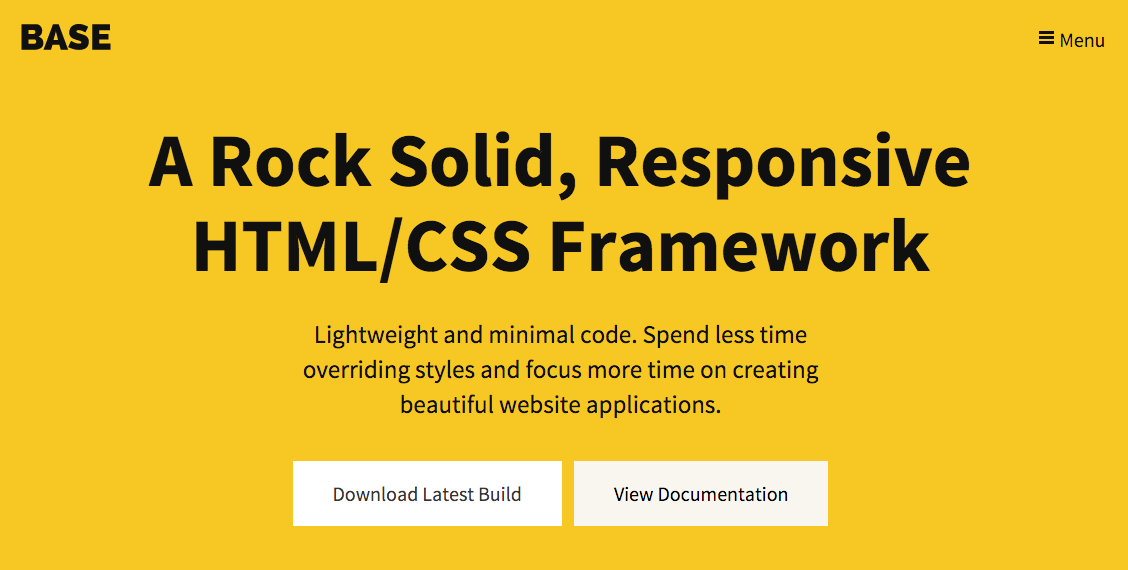 BASE
Menu
A Rock Solid, Responsive
HTML/CSS Framework
Lightweight and minimal code. Spend less time
overriding styles and focus more time on creating
beautiful website applications.
Download Latest Build
View Documentation